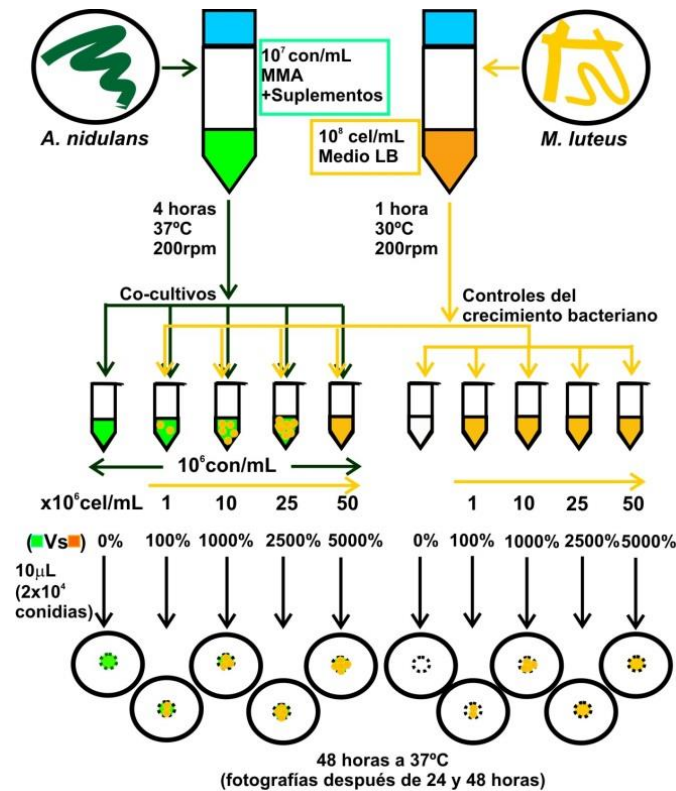 10⁷ con/mL
MMA
+Suplementos
A. nidulans
10⁸ cel/mL
Medio LB
M. luteus
4 horas
37ºC
200rpm
1 hora
30ºC
200rpm
Co-cultivos
Controles del
crecimiento bacteriano
10⁶con/mL
x10⁶cel/mL 1 10 25 50 1 10 25 50
(Vs) 0% 100% 1000% 2500% 5000% 0% 100% 1000% 2500% 5000%
10µL
(2x10⁴
conidias)
48 horas a 37ºC
(fotografías después de 24 y 48 horas)